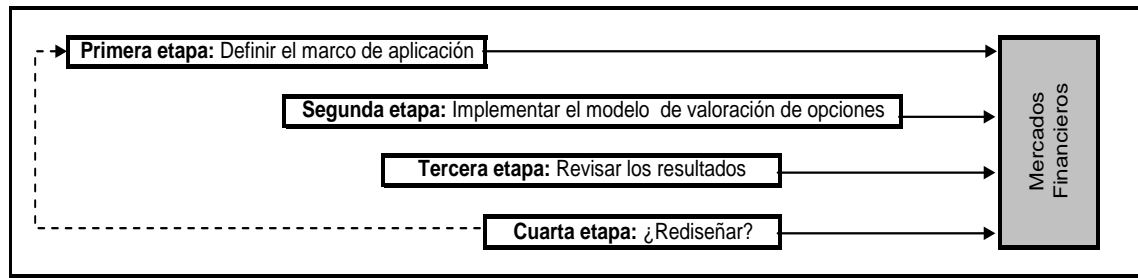 Primera etapa: Definir el marco de aplicación
Segunda etapa: Implementar el modelo de valoración de opciones
Tercera etapa: Revisar los resultados
Cuarta etapa: ¿Rediseñar?
Mercados
Financieros